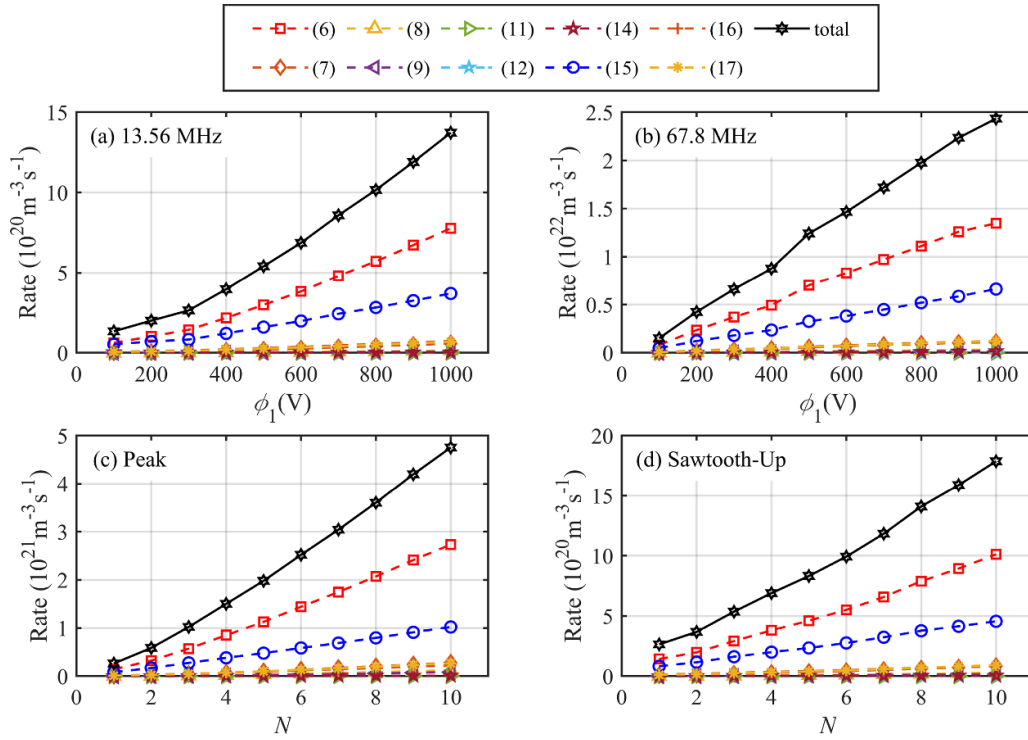 (6) (8) (11) (14) (16) total
(7) (9) (12) (15) (17)
(a) 13.56 MHz
Rate (10^20 m^-3 s^-1)
15
10
5
0
0 200 400 600 800 1000
ϕ_1(V)
(b) 67.8 MHz
Rate (10^22 m^-3 s^-1)
2.5
2
1.5
1
0.5
0
0 200 400 600 800 1000
ϕ_1(V)
(c) Peak
Rate (10^21 m^-3 s^-1)
5
4
3
2
1
0
0 2 4 6 8 10
N
(d) Sawtooth-Up
Rate (10^20 m^-3 s^-1)
20
15
10
5
0
0 2 4 6 8 10
N